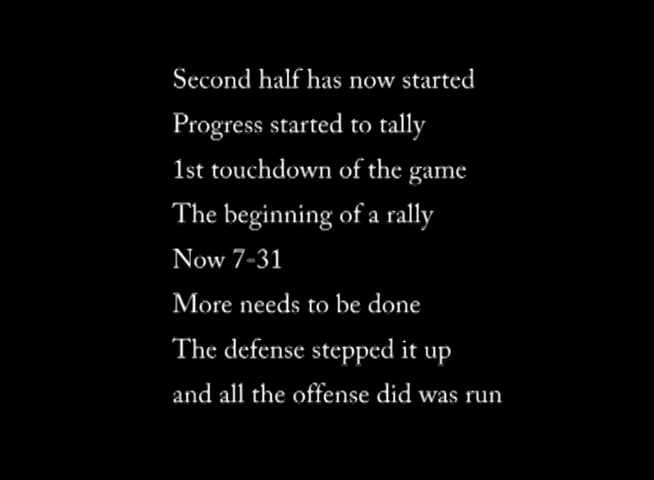 Second half has now started
Progress started to tally
1st touchdown of the game
The beginning of a rally
Now 7-31
More needs to be done
The defense stepped it up
and all the offense did was run